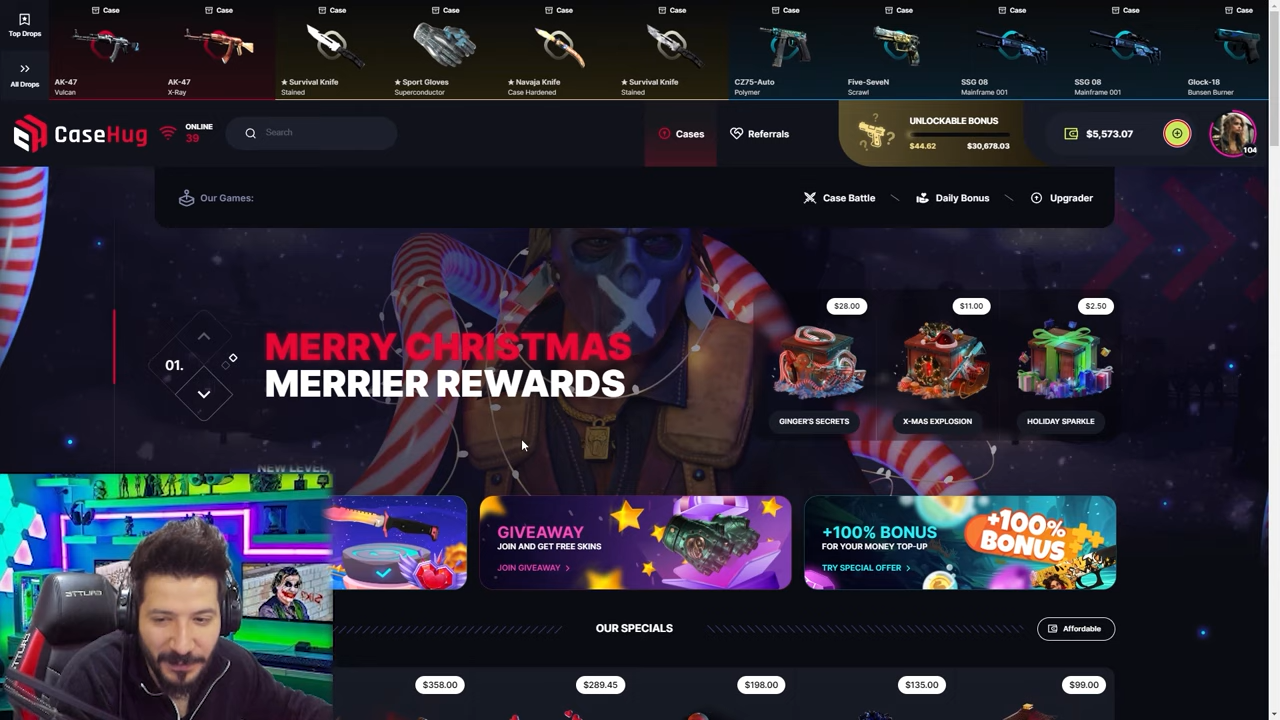 Top Drops
All Drops
Case
AK-47
Vulcan
Case
AK-47
X-Ray
Case
★ Survival Knife
Stained
Case
★ Sport Gloves
Superconductor
Case
★ Navaja Knife
Case Hardened
Case
★ Survival Knife
Stained
Case
CZ75-Auto
Polymer
Case
Five-SeveN
Scrawl
Case
SSG 08
Mainframe 001
Case
SSG 08
Mainframe 001
Case
Glock-18
Bunsen Burner
CaseHug
ONLINE
39
Search
Cases
Referrals
UNLOCKABLE BONUS
$44.62 $30,678.03
$5,573.07
104
Our Games:
Case Battle
Daily Bonus
Upgrader
01.
MERRY CHRISTMAS
MERRIER REWARDS
$28.00
GINGER'S SECRETS
$11.00
X-MAS EXPLOSION
$2.50
HOLIDAY SPARKLE
NEW LEVEL
GIVEAWAY
JOIN AND GET FREE SKINS
JOIN GIVEAWAY >
+100% BONUS
FOR YOUR MONEY TOP-UP
TRY SPECIAL OFFER >
+100%
BONUS
OUR SPECIALS
Affordable
$358.00
$289.45
$198.00
$135.00
$99.00